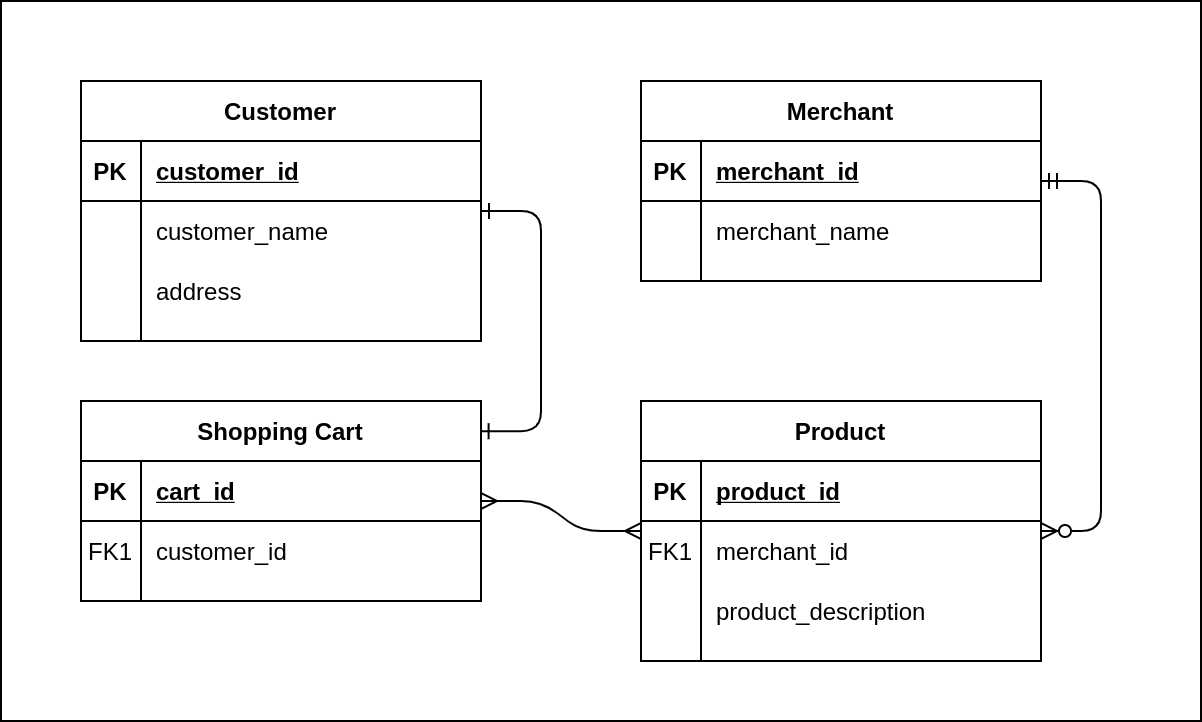 Customer
PK customer_id
customer_name
address
Merchant
PK merchant_id
merchant_name
Shopping Cart
PK cart_id
FK1 customer_id
Product
PK product_id
FK1 merchant_id
product_description